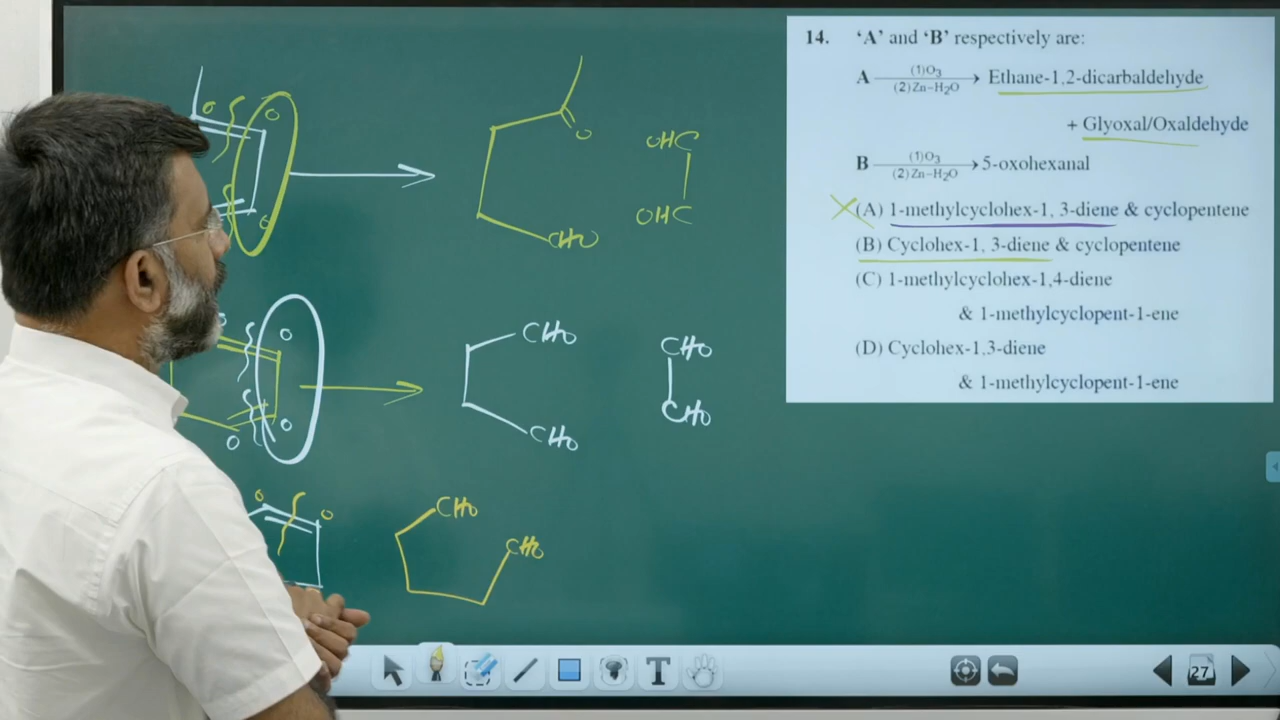 14. 'A' and 'B' respectively are:
A (1)O₃ (2)Zn–H₂O → Ethane-1,2-dicarbaldehyde
+ Glyoxal/Oxaldehyde
B (1)O₃ (2)Zn–H₂O → 5-oxohexanal
(A) 1-methylcyclohex-1, 3-diene & cyclopentene
(B) Cyclohex-1, 3-diene & cyclopentene
(C) 1-methylcyclohex-1,4-diene
& 1-methylcyclopent-1-ene
(D) Cyclohex-1,3-diene
& 1-methylcyclopent-1-ene
O O
O
O
OHC
OHC
CHO
O O
O O
CHO
CHO
CHO
CHO
O O
CHO
CHO
T
27